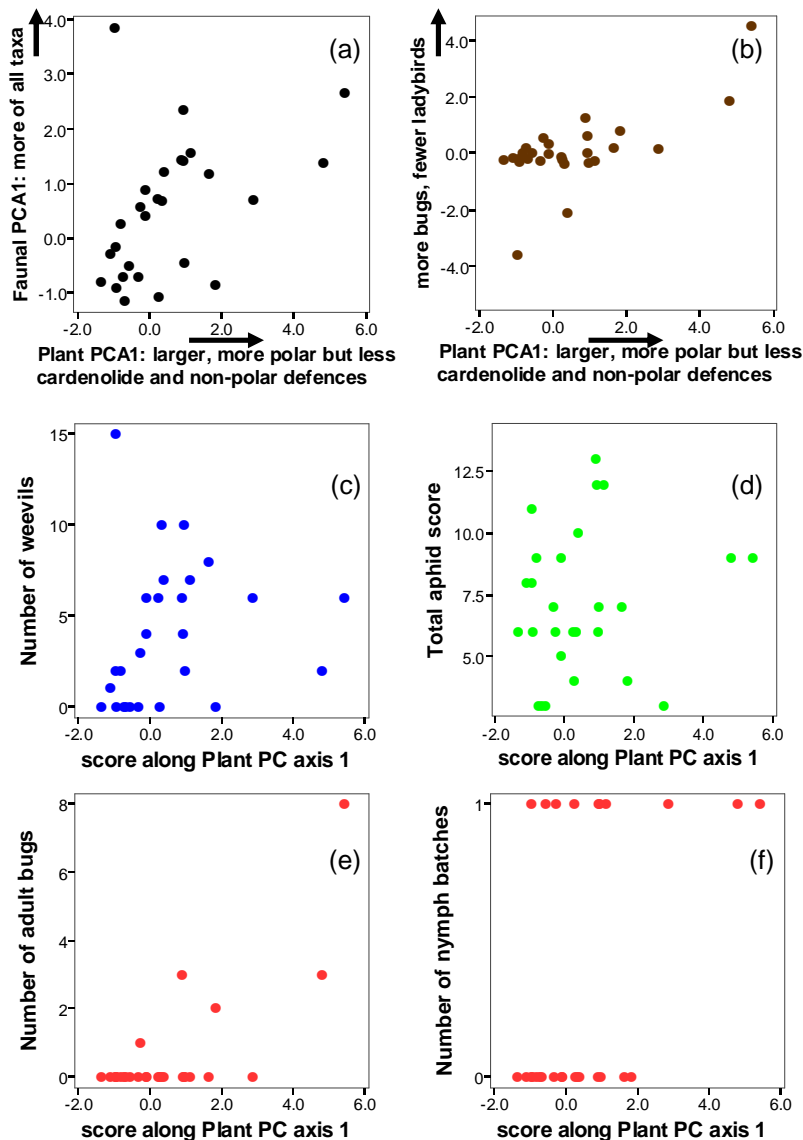 Faunal PCA1: more of all taxa
4.0
3.0
2.0
1.0
0.0
-1.0
(a)
-2.0 0.0 2.0 4.0 6.0
Plant PCA1: larger, more polar but less
cardenolide and non-polar defences
more bugs, fewer ladybirds
4.0
2.0
0.0
-2.0
-4.0
(b)
-2.0 0.0 2.0 4.0 6.0
Plant PCA1: larger, more polar but less
cardenolide and non-polar defences
Number of weevils
15
10
5
0
(c)
-2.0 0.0 2.0 4.0 6.0
score along Plant PC axis 1
Total aphid score
12.5
10.0
7.5
5.0
(d)
-2.0 0.0 2.0 4.0 6.0
score along Plant PC axis 1
Number of adult bugs
8
6
4
2
0
(e)
-2.0 0.0 2.0 4.0 6.0
score along Plant PC axis 1
Number of nymph batches
1
0
(f)
-2.0 0.0 2.0 4.0 6.0
score along Plant PC axis 1